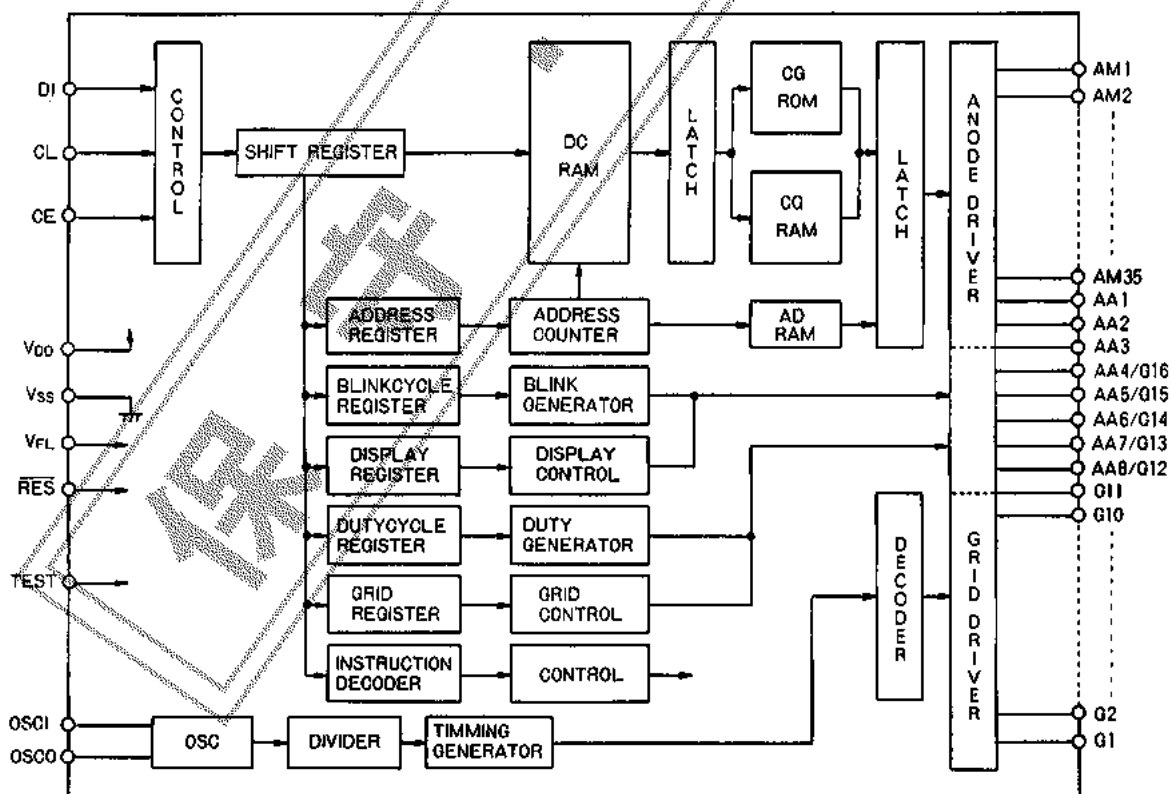 DI
CL
CE
VDD
VSS
VFL
RES
TEST
OSCI
OSCO
CONTROL
SHIFT REGISTER
DC
RAM
LATCH
CG
ROM
CG
RAM
LATCH
ANODE DRIVER
ADDRESS
REGISTER
ADDRESS
COUNTER
AD
RAM
BLINKCYCLE
REGISTER
BLINK
GENERATOR
DISPLAY
REGISTER
DISPLAY
CONTROL
DUTYCYCLE
REGISTER
DUTY
GENERATOR
GRID
REGISTER
GRID
CONTROL
INSTRUCTION
DECODER
CONTROL
OSC
DIVIDER
TIMMING
GENERATOR
DECODER
GRID DRIVER
AM1
AM2
AM35
AA1
AA2
AA3
AA4/G16
AA5/G15
AA6/G14
AA7/G13
AA8/G12
G11
G10
G2
G1
保守